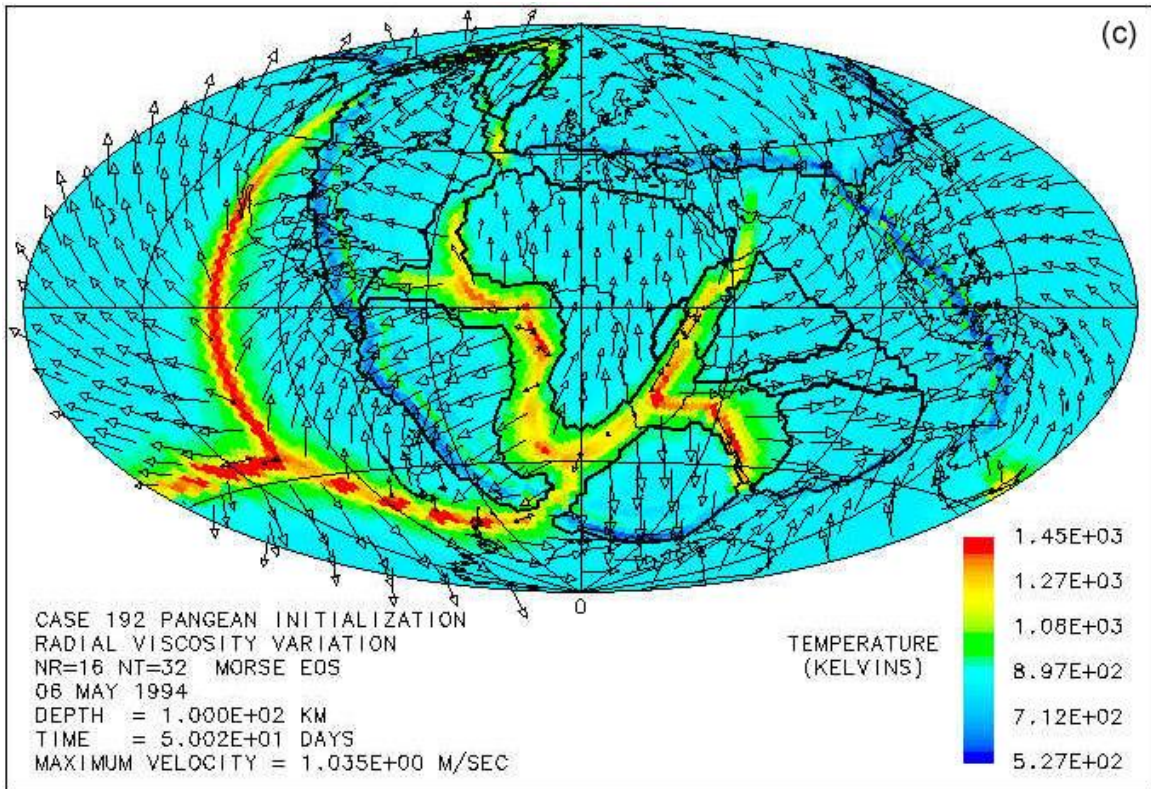 (c)
0
CASE 192 PANGEAN INITIALIZATION
RADIAL VISCOSITY VARIATION
NR=16 NT=32 MORSE EOS
06 MAY 1994
DEPTH = 1.000E+02 KM
TIME = 5.002E+01 DAYS
MAXIMUM VELOCITY = 1.035E+00 M/SEC
TEMPERATURE
(KELVINS)
1.45E+03
1.27E+03
1.08E+03
8.97E+02
7.12E+02
5.27E+02